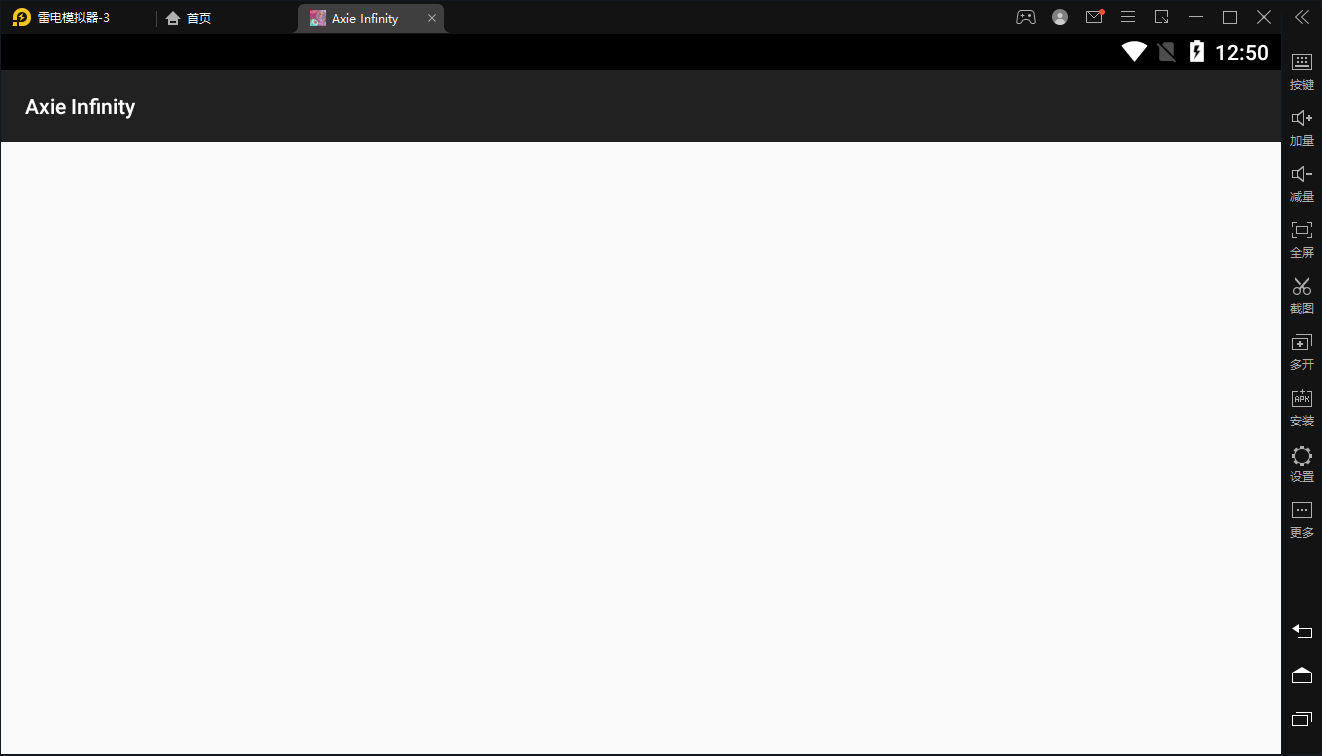 雷电模拟器-3
首页
Axie Infinity
12:50
Axie Infinity
按键
加量
减量
全屏
截图
多开
APK
安装
设置
更多